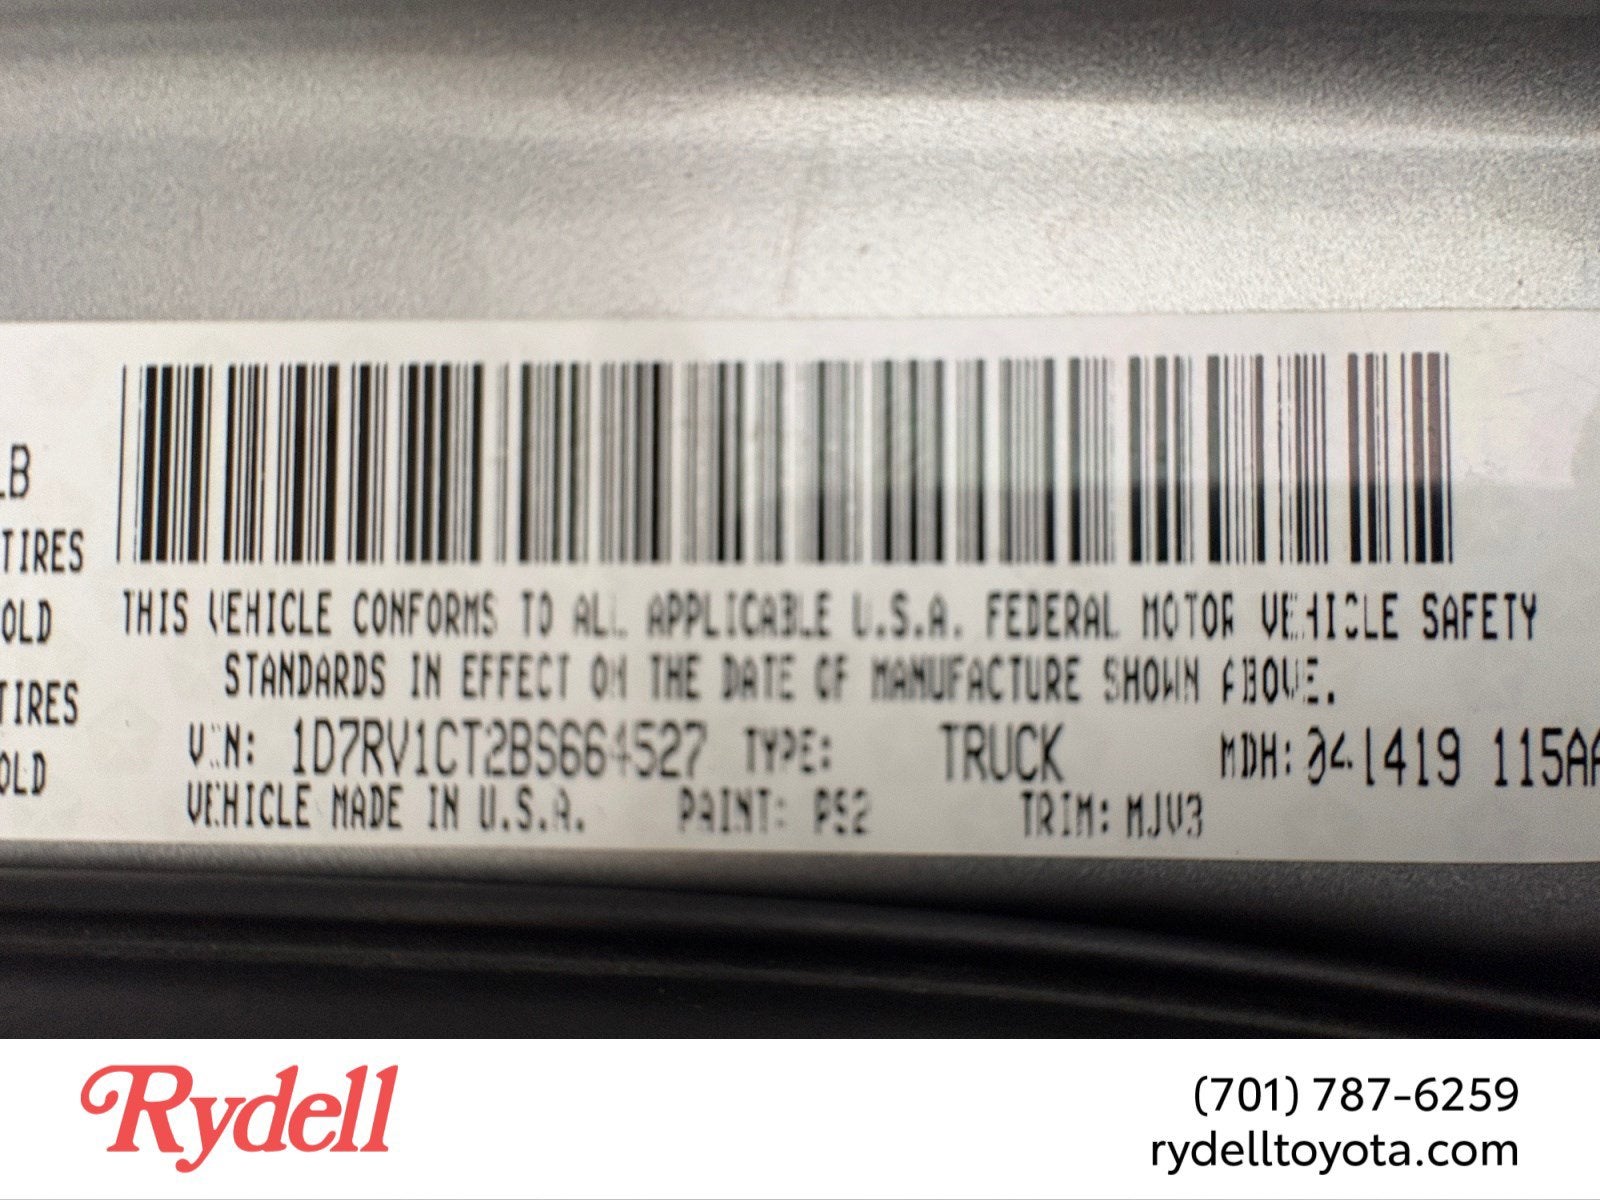 LB
TIRES
OLD
TIRES
OLD
THIS VEHICLE CONFORMS TO ALL APPLICABLE U.S.A. FEDERAL MOTOR VEHICLE SAFETY
STANDARDS IN EFFECT ON THE DATE OF MANUFACTURE SHOWN ABOVE.
VIN: 1D7RV1CT2BS664527 TYPE: TRUCK MDH: 041419 115AA
VEHICLE MADE IN U.S.A. PAINT: PS2 TRIM: MJV3
Rydell
(701) 787-6259
rydelltoyota.com